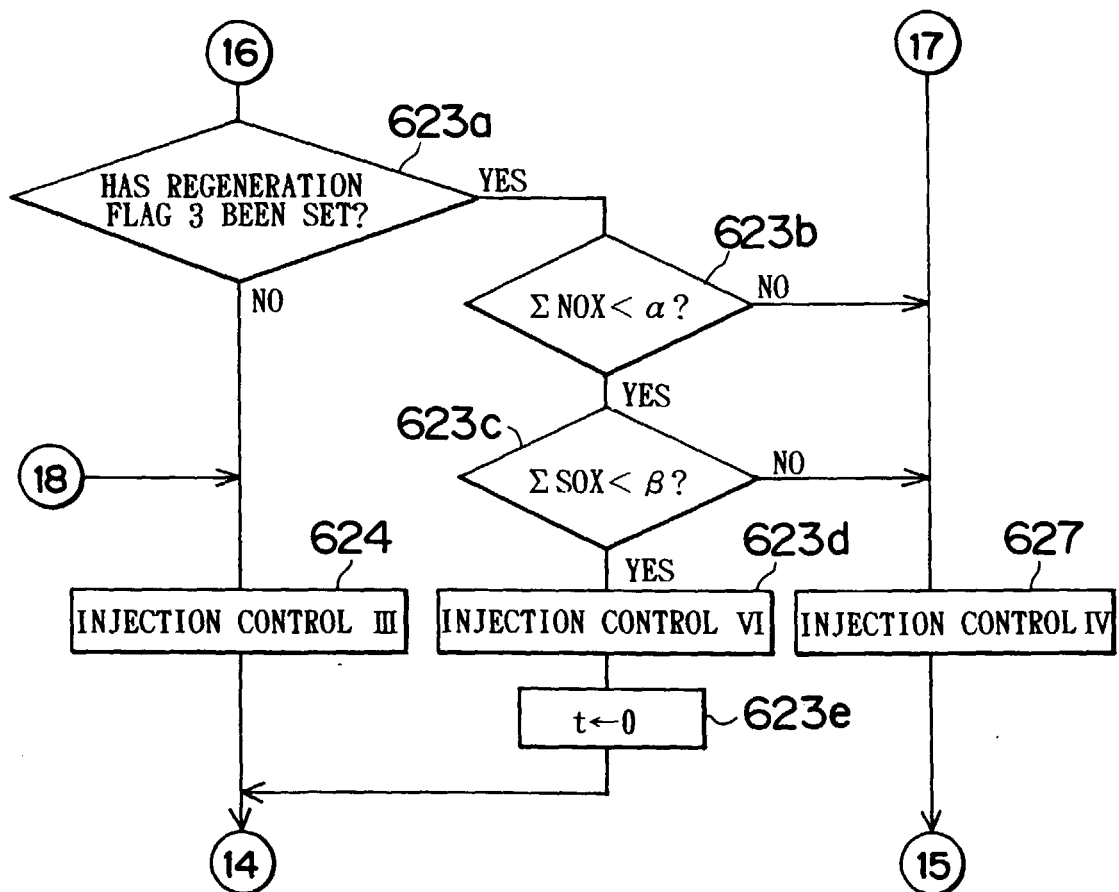 16
17
623a
HAS REGENERATION
FLAG 3 BEEN SET?
YES
NO
623b
Σ NOX < α ?
NO
YES
623c
Σ SOX < β ?
NO
YES
18
624
INJECTION CONTROL Ⅲ
623d
INJECTION CONTROL Ⅵ
627
INJECTION CONTROL Ⅳ
t←0
623e
14
15